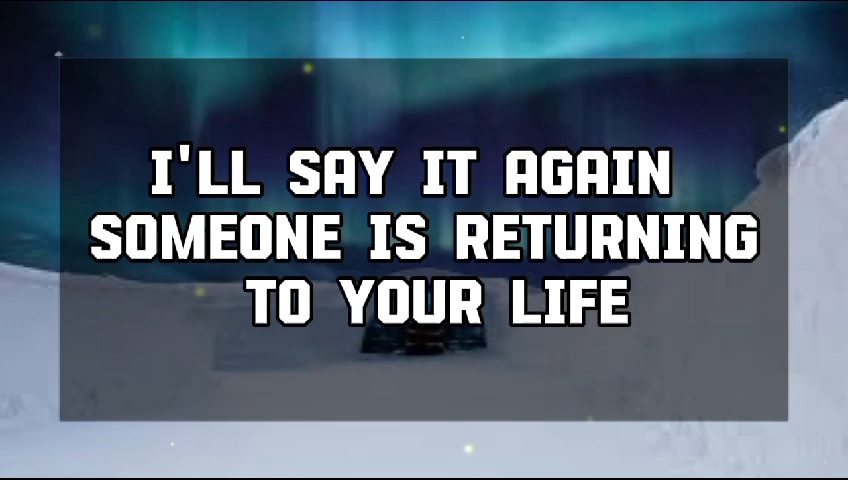 I'LL SAY IT AGAIN
SOMEONE IS RETURNING
TO YOUR LIFE